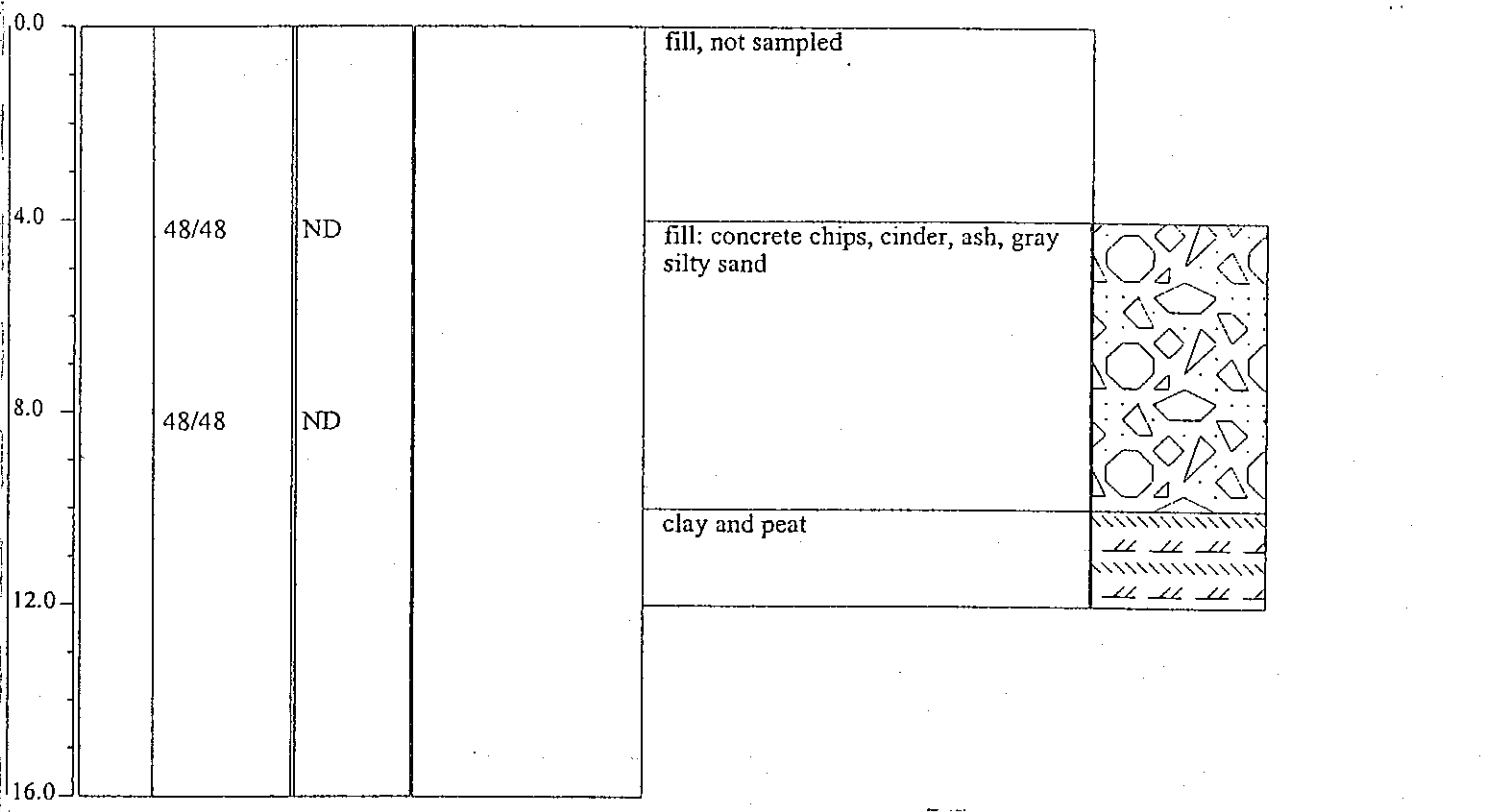 0.0
fill, not sampled
4.0
48/48
ND
fill: concrete chips, cinder, ash, gray
silty sand
8.0
48/48
ND
clay and peat
12.0
16.0